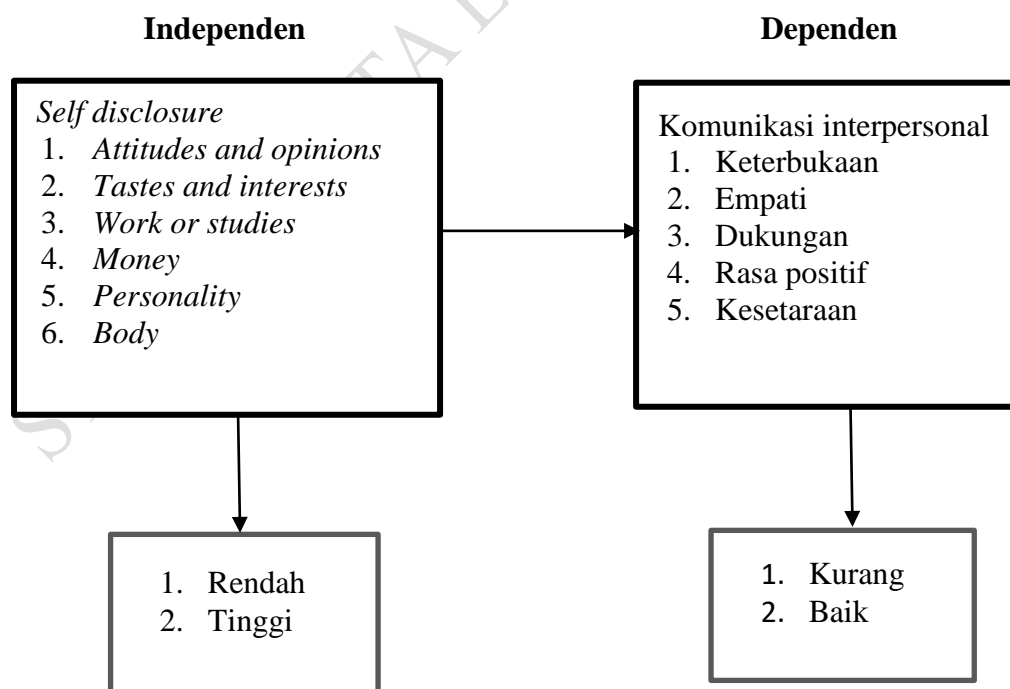 Independen
Dependen
Self disclosure
1. Attitudes and opinions
2. Tastes and interests
3. Work or studies
4. Money
5. Personality
6. Body
Komunikasi interpersonal
1. Keterbukaan
2. Empati
3. Dukungan
4. Rasa positif
5. Kesetaraan
1. Rendah
2. Tinggi
1. Kurang
2. Baik